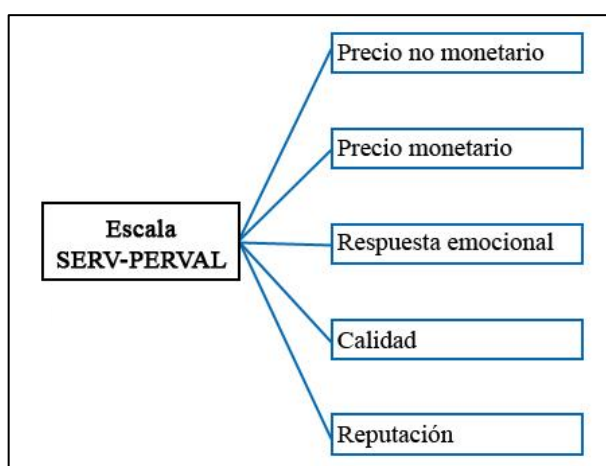 Precio no monetario
Precio monetario
Escala
SERV-PERVAL
Respuesta emocional
Calidad
Reputación